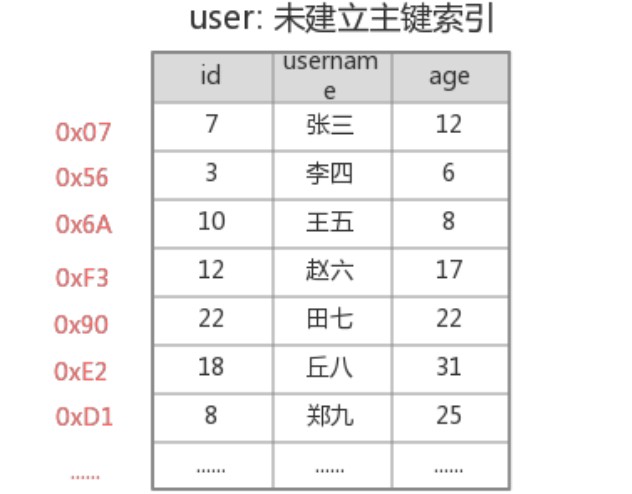 user: 未建立主键索引
id usernam
e age
0x07 7 张三 12
0x56 3 李四 6
0x6A 10 王五 8
0xF3 12 赵六 17
0x90 22 田七 22
0xE2 18 丘八 31
0xD1 8 郑九 25
...... ...... ...... ......